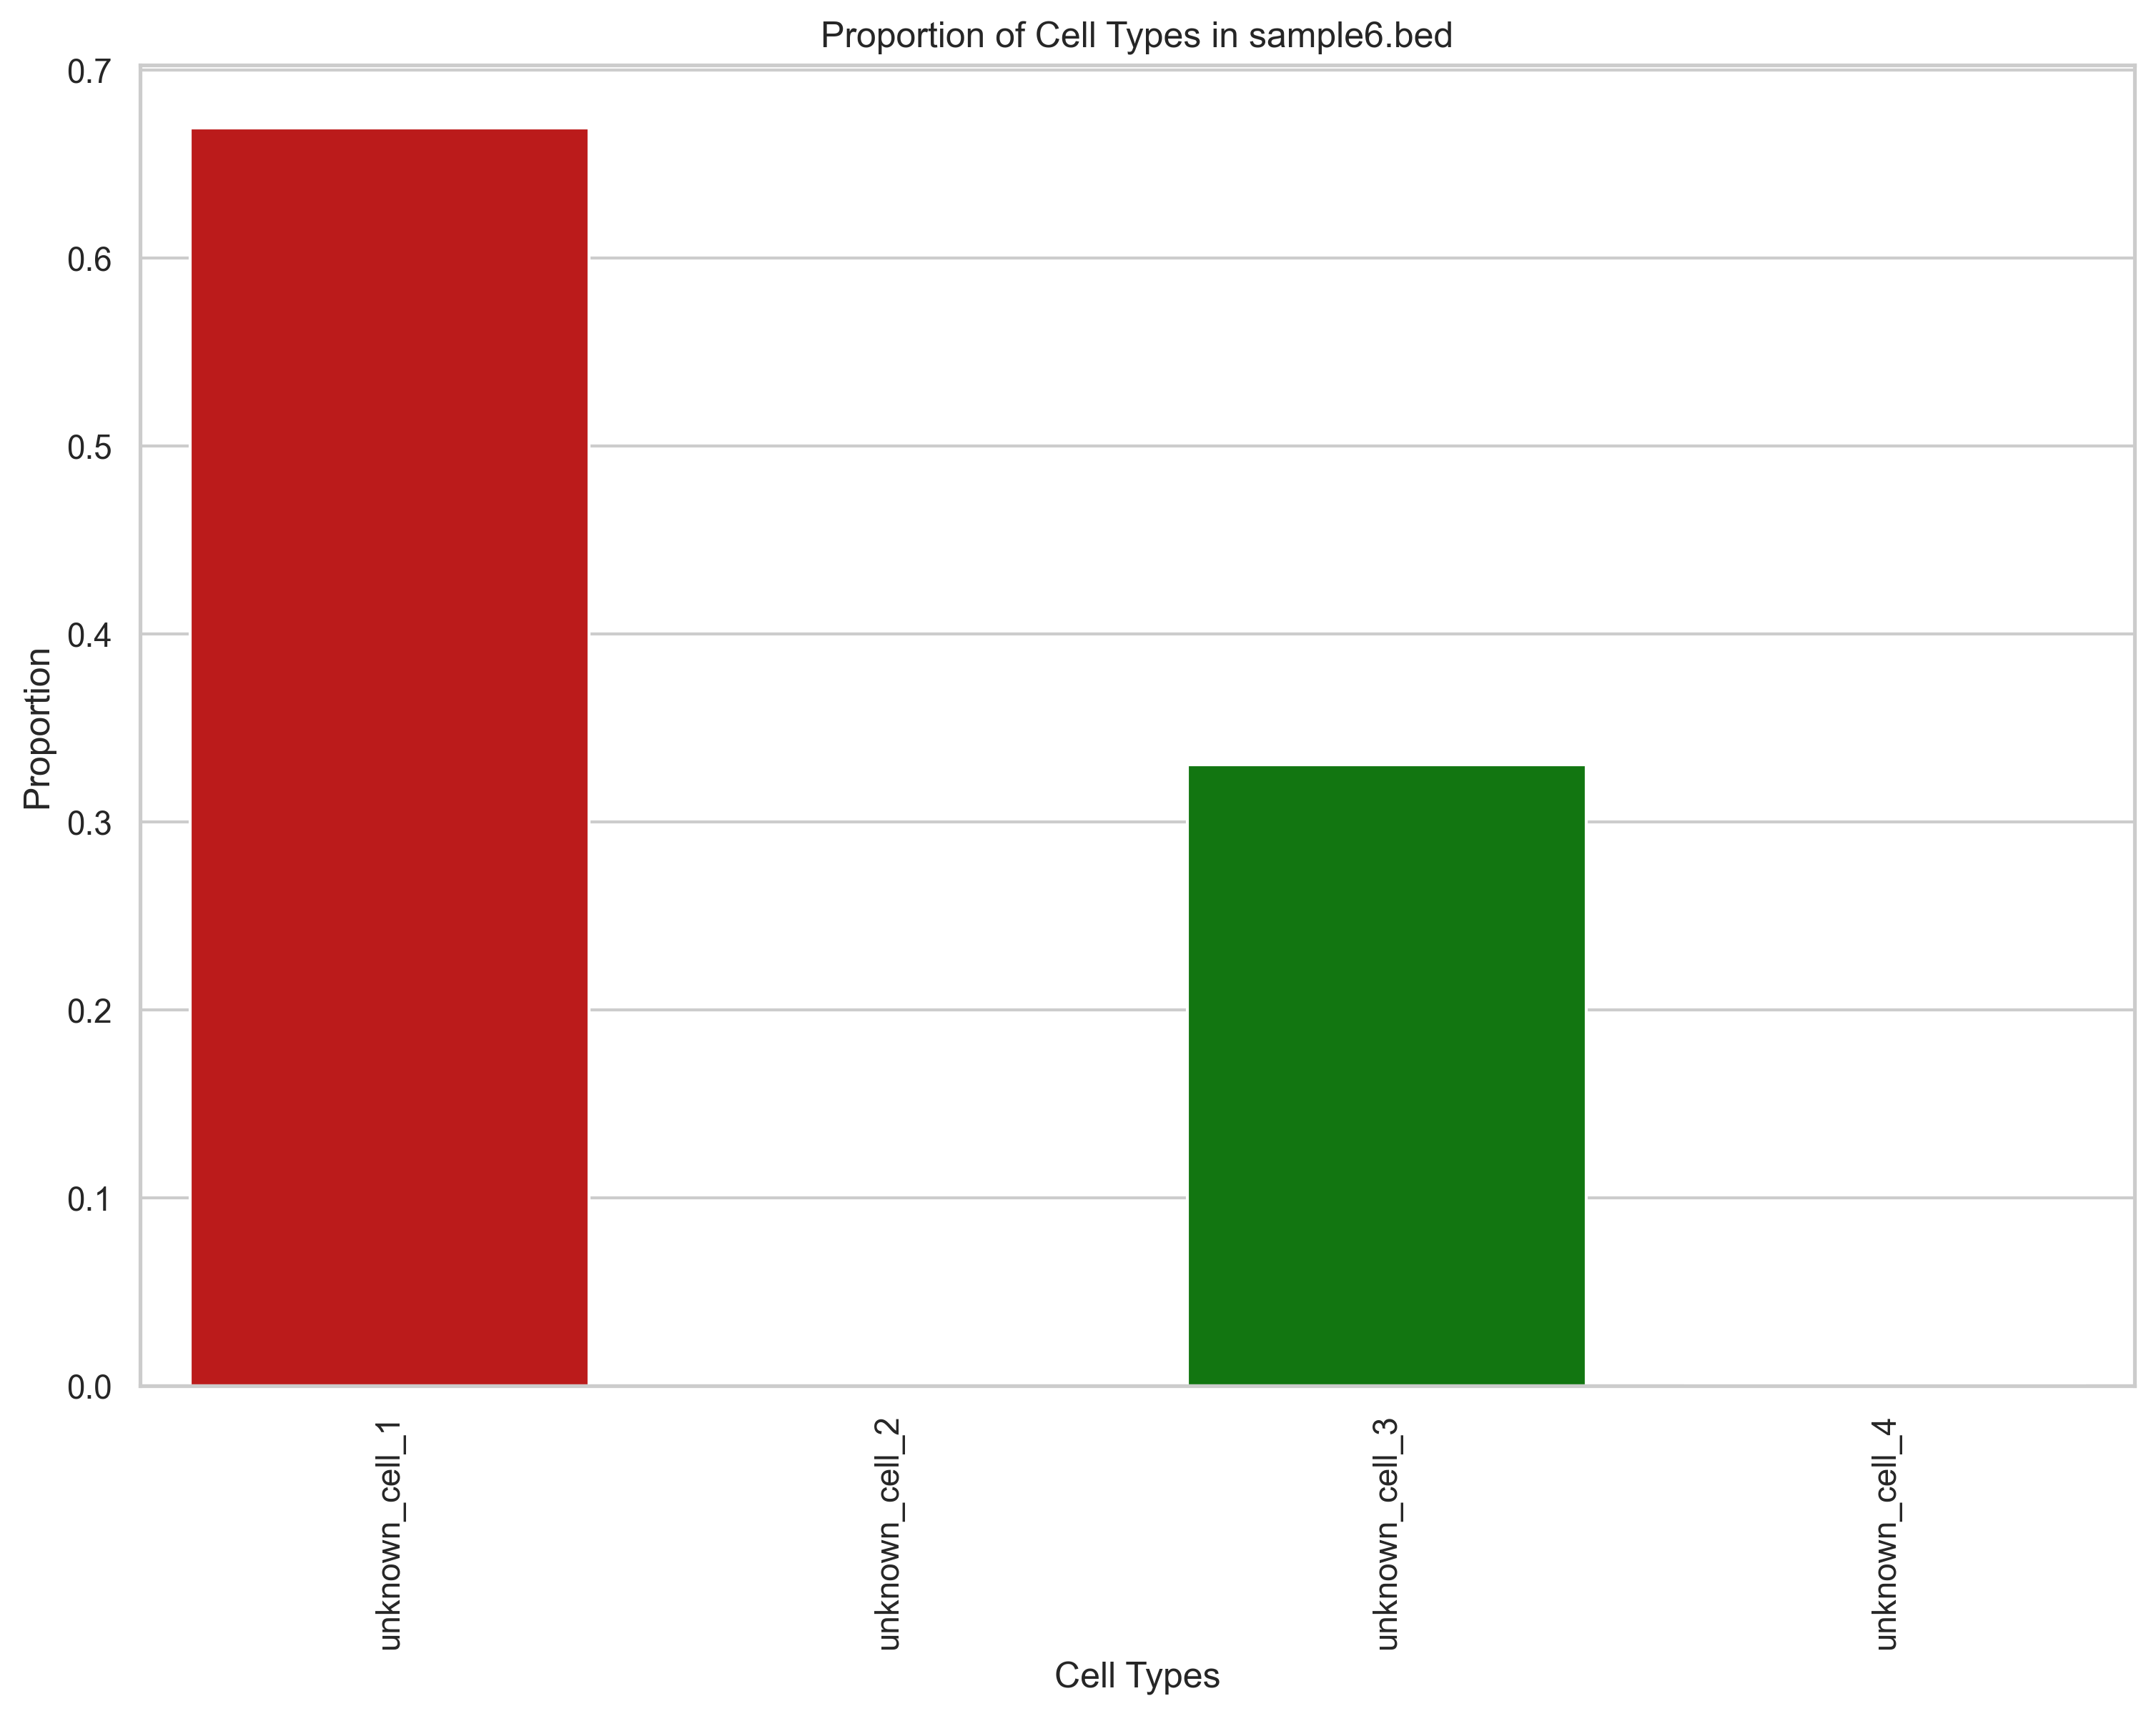 Proportion of Cell Types in sample6.bed
0.7
0.6
0.5
0.4
0.3
0.2
0.1
0.0
Proportion
unknown_cell_1
unknown_cell_2
unknown_cell_3
unknown_cell_4
Cell Types